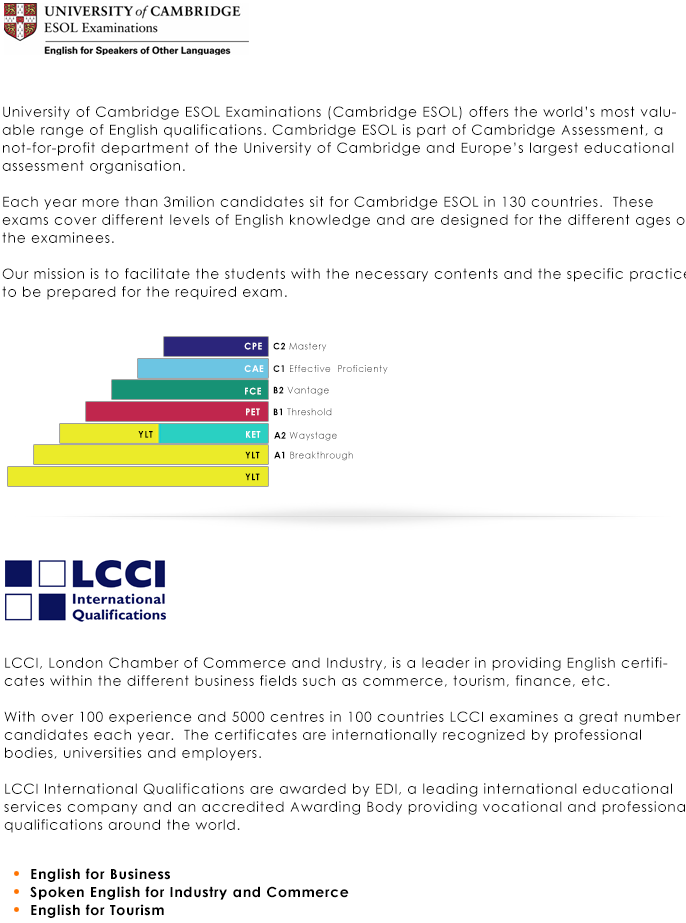 UNIVERSITY of CAMBRIDGE
ESOL Examinations
English for Speakers of Other Languages
University of Cambridge ESOL Examinations (Cambridge ESOL) offers the world's most valu-
able range of English qualifications. Cambridge ESOL is part of Cambridge Assessment, a
not-for-profit department of the University of Cambridge and Europe's largest educational
assessment organisation.
Each year more than 3milion candidates sit for Cambridge ESOL in 130 countries.  These
exams cover different levels of English knowledge and are designed for the different ages o
the examinees.
Our mission is to facilitate the students with the necessary contents and the specific practice
to be prepared for the required exam.
CPE C2 Mastery
CAE C1 Effective  Proficienty
FCE B2 Vantage
PET B1 Threshold
YLT KET A2 Waystage
YLT A1 Breakthrough
YLT
LCCI
International
Qualifications
LCCI, London Chamber of Commerce and Industry, is a leader in providing English certifi-
cates within the different business fields such as commerce, tourism, finance, etc.
With over 100 experience and 5000 centres in 100 countries LCCI examines a great number
candidates each year.  The certificates are internationally recognized by professional
bodies, universities and employers.
LCCI International Qualifications are awarded by EDI, a leading international educational
services company and an accredited Awarding Body providing vocational and professiona
qualifications around the world.
• English for Business
• Spoken English for Industry and Commerce
• English for Tourism